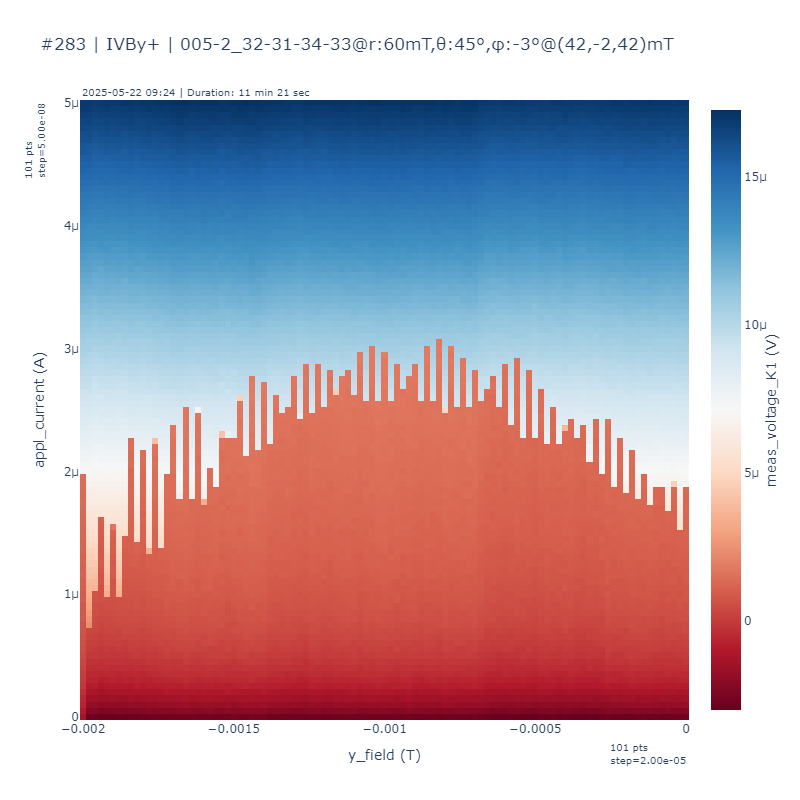 #283 | IVBy+ | 005-2_32-31-34-33@r:60mT,θ:45°,φ:-3°@(42,-2,42)mT
2025-05-22 09:24 | Duration: 11 min 21 sec
101 pts
step=5.00e-08
5μ
4μ
3μ
2μ
1μ
0
appl_current (A)
−0.002
−0.0015
−0.001
−0.0005
0
y_field (T)
101 pts
step=2.00e-05
15μ
10μ
5μ
0
meas_voltage_K1 (V)